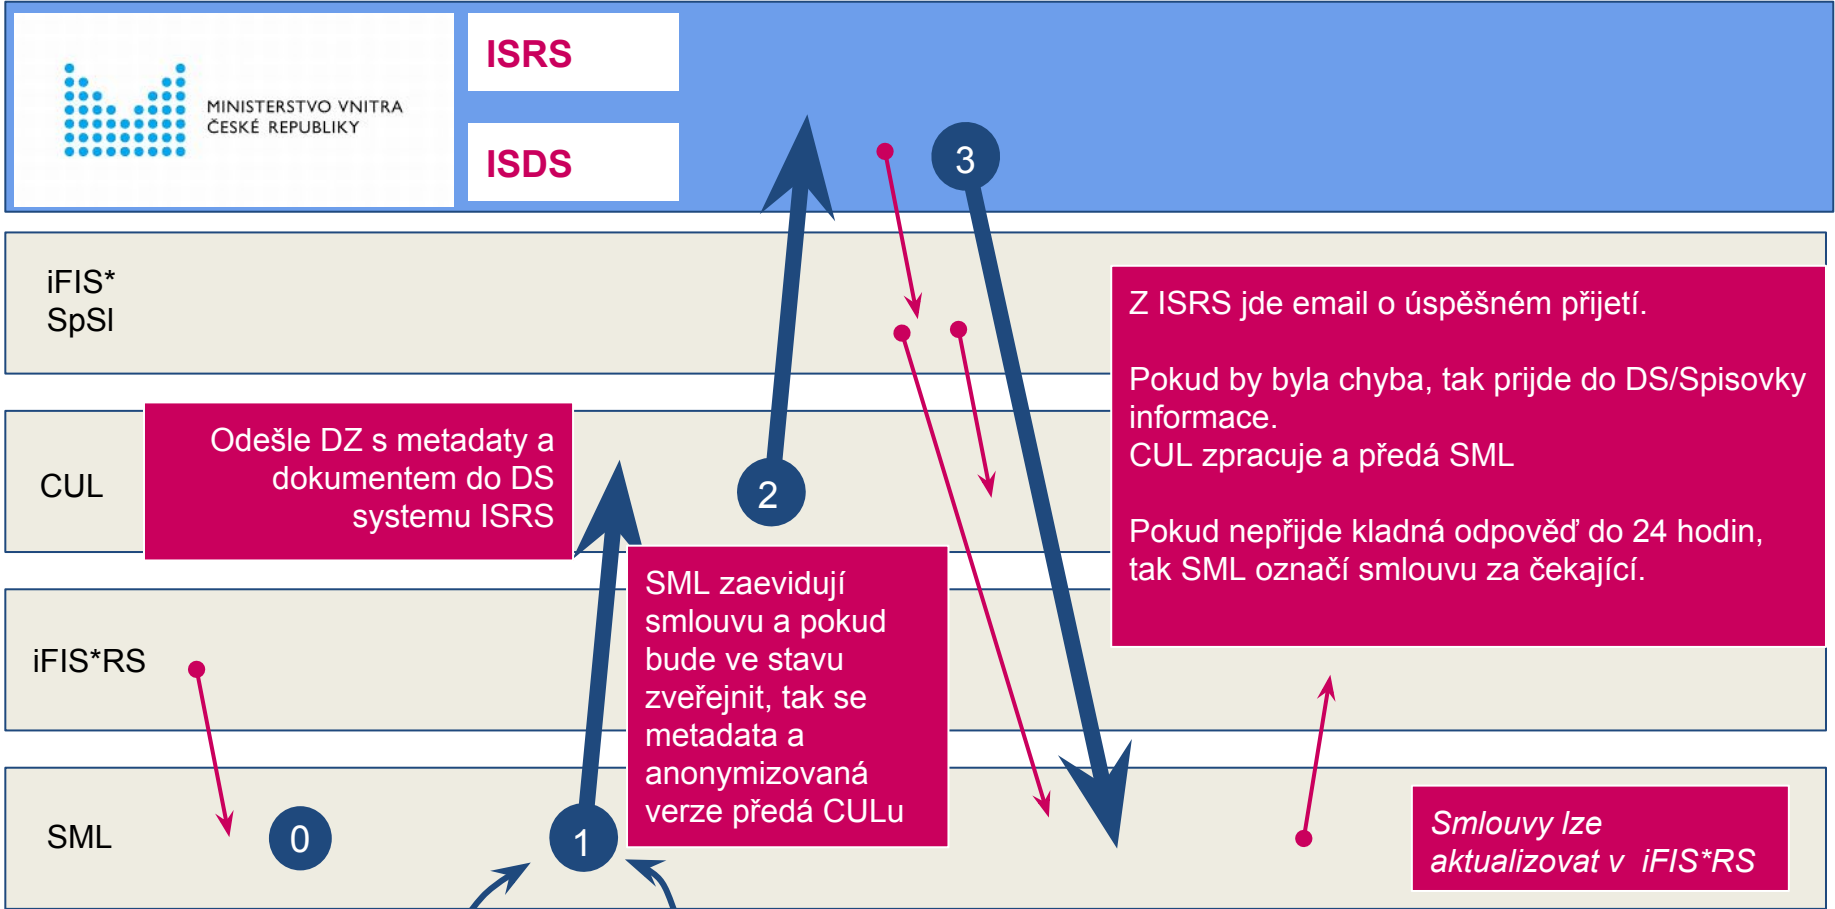 MINISTERSTVO VNITRA
ČESKÉ REPUBLIKY
ISRS
ISDS
3
iFIS*
SpSl
Z ISRS jde email o úspěšném přijetí.
Pokud by byla chyba, tak prijde do DS/Spisovky
informace.
CUL zpracuje a předá SML
Pokud nepřijde kladná odpověď do 24 hodin,
tak SML označí smlouvu za čekající.
CUL
Odešle DZ s metadaty a
dokumentem do DS
systemu ISRS
2
SML zaevidují
smlouvu a pokud
bude ve stavu
zveřejnit, tak se
metadata a
anonymizovaná
verze předá CULu
iFIS*RS
SML
0
1
Smlouvy lze
aktualizovat v iFIS*RS